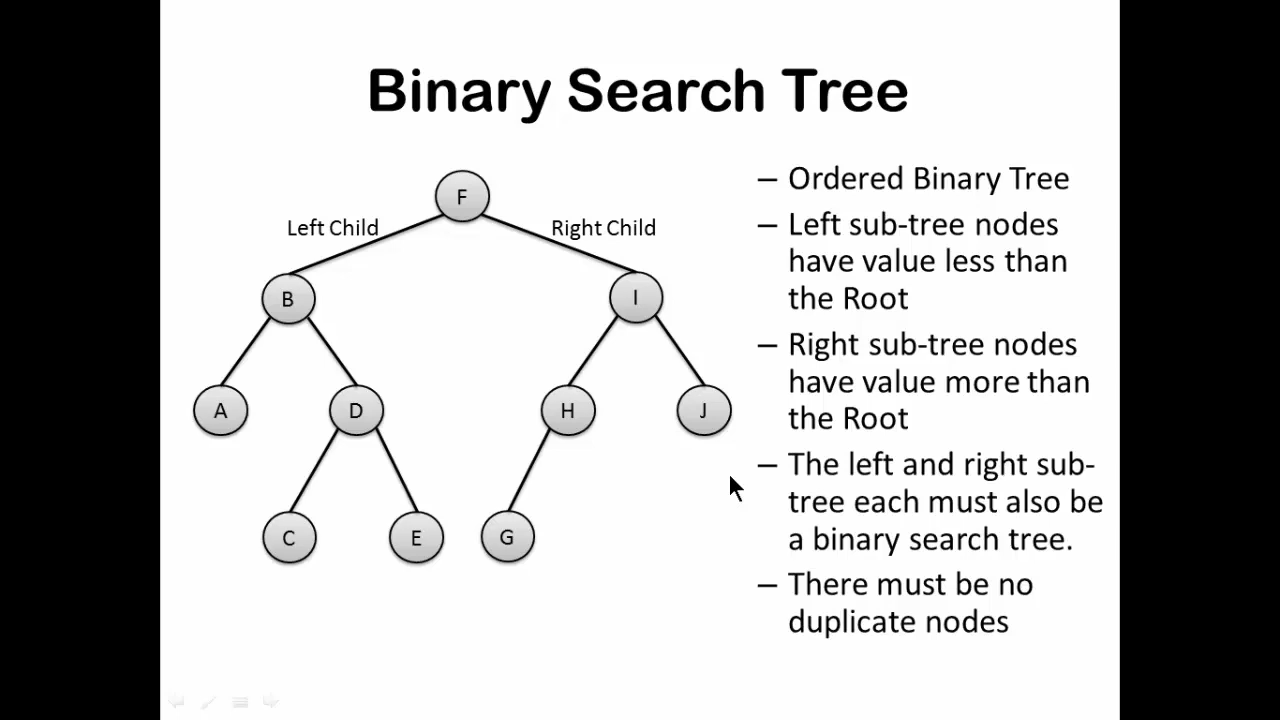 Binary Search Tree
F
Left Child
Right Child
B
I
A
D
H
J
C
E
G
– Ordered Binary Tree
– Left sub-tree nodes
have value less than
the Root
– Right sub-tree nodes
have value more than
the Root
– The left and right sub-
tree each must also be
a binary search tree.
– There must be no
duplicate nodes